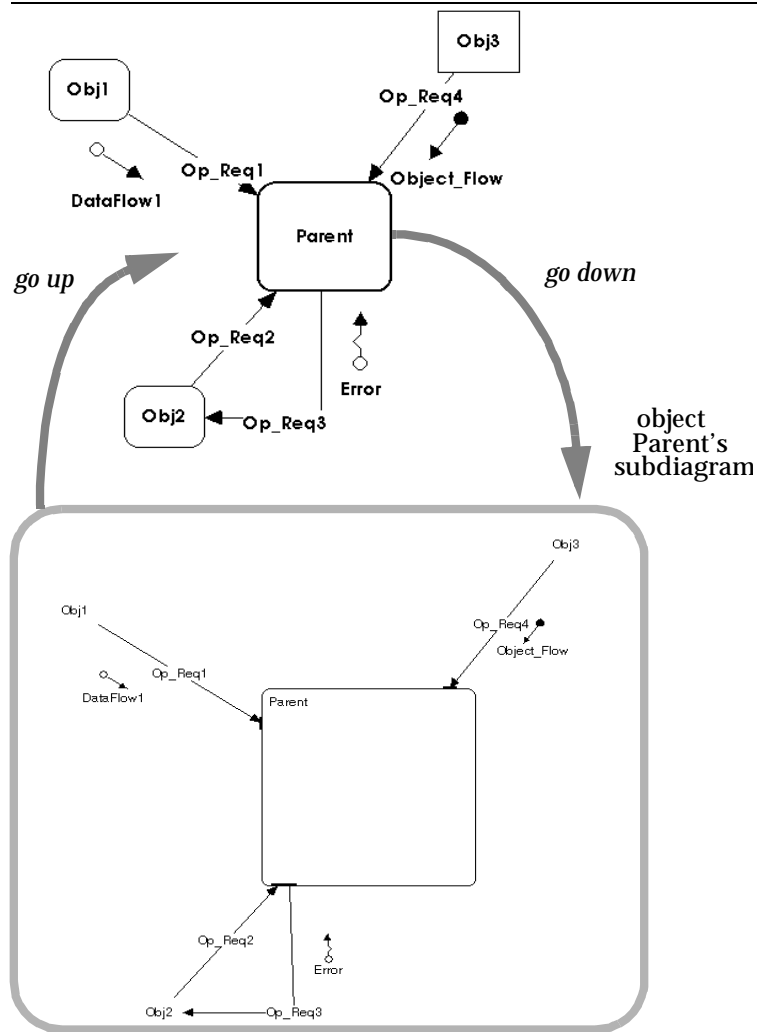 Obj3
Obj1
Op_Req4
Op_Req1
Object_Flow
DataFlow1
Parent
go up
go down
Op_Req2
Error
Obj2
Op_Req3
object
Parent's
subdiagram
Obj3
Obj1
Op_Req4
Object_Flow
Op_Req1
DataFlow1
Parent
Op_Req2
Error
Obj2
Op_Req3